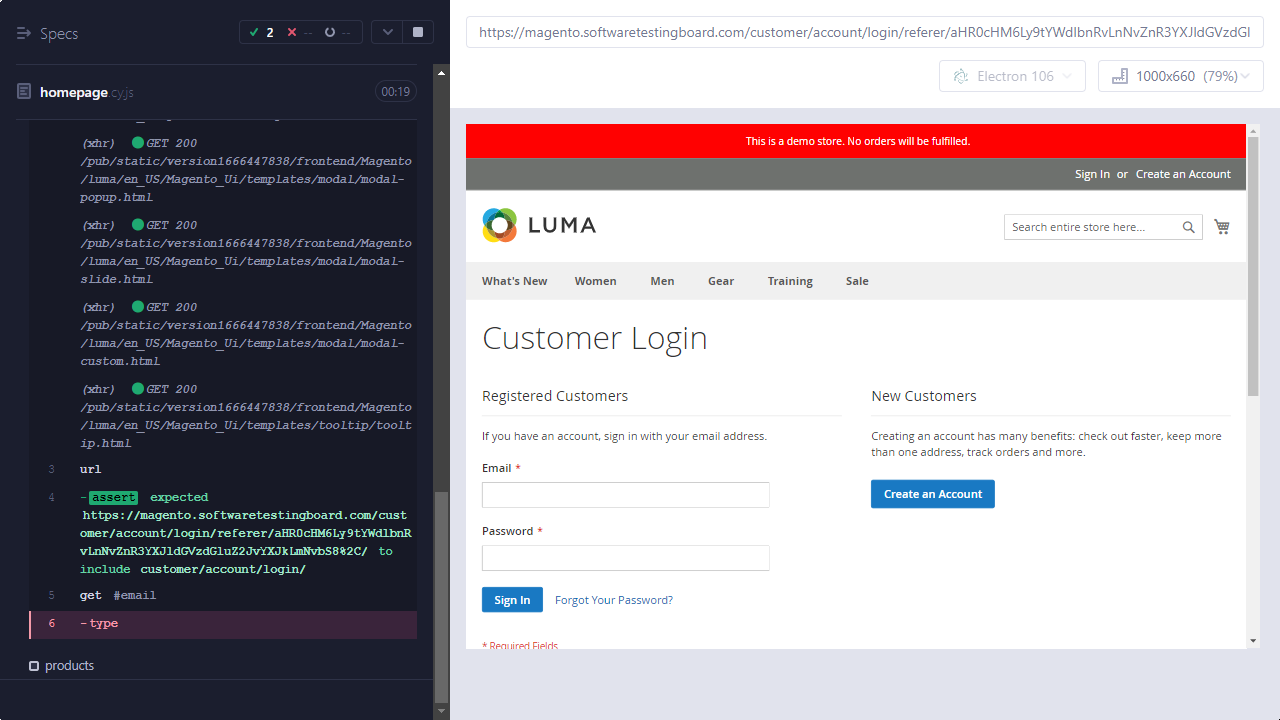 Specs
2
--
--
homepage.cy.js
00:19
(xhr) GET 200
/pub/static/version1666447838/frontend/Magento
/luma/en_US/Magento_Ui/templates/modal/modal-
popup.html
(xhr) GET 200
/pub/static/version1666447838/frontend/Magento
/luma/en_US/Magento_Ui/templates/modal/modal-
slide.html
(xhr) GET 200
/pub/static/version1666447838/frontend/Magento
/luma/en_US/Magento_Ui/templates/modal/modal-
custom.html
(xhr) GET 200
/pub/static/version1666447838/frontend/Magento
/luma/en_US/Magento_Ui/templates/tooltip/toolt
ip.html
3 url
4 -assert expected
https://magento.softwaretestingboard.com/cust
omer/account/login/referer/aHR0cHM6Ly9tYWdlbnR
vLnNvZnR3YXJldGVzdGluZ2JvYXJkLmNvbS8%2C/ to
include customer/account/login/
5 get #email
6 -type
products
https://magento.softwaretestingboard.com/customer/account/login/referer/aHR0cHM6Ly9tYWdlbnRvLnNvZnR3YXJldGVzdGl
Electron 106
1000x660 (79%)
This is a demo store. No orders will be fulfilled.
Sign In or Create an Account
LUMA
Search entire store here...
What's New Women Men Gear Training Sale
Customer Login
Registered Customers
If you have an account, sign in with your email address.
Email *
Password *
Sign In Forgot Your Password?
* Required Fields
New Customers
Creating an account has many benefits: check out faster, keep more
than one address, track orders and more.
Create an Account